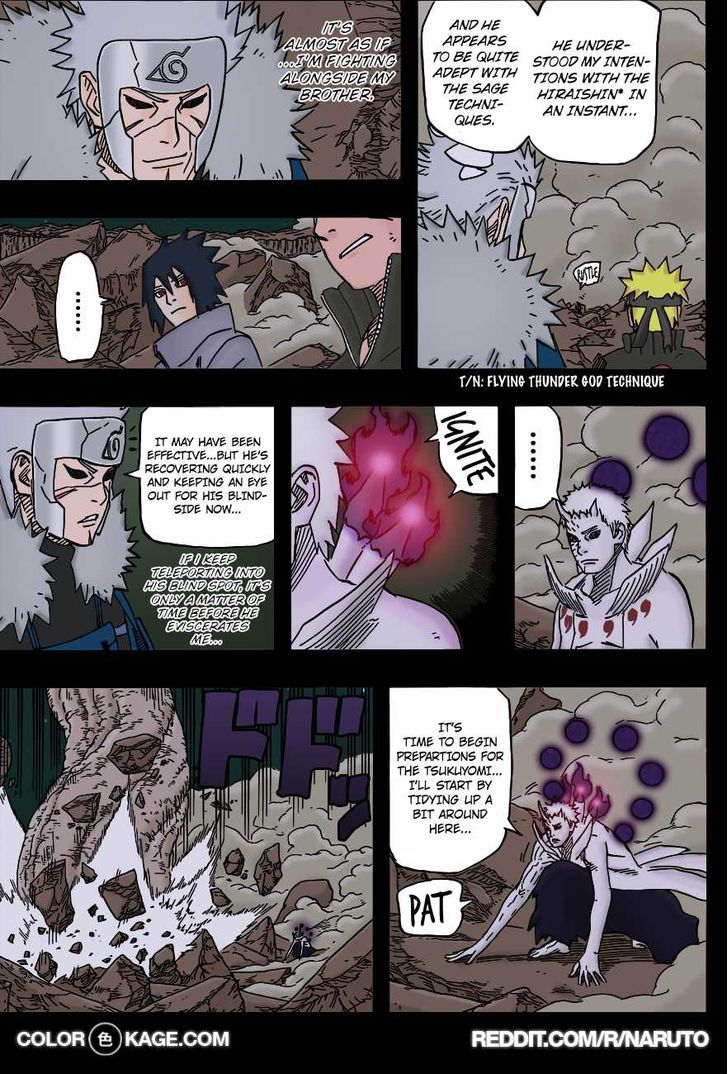 AND HE
APPEARS
TO BE QUITE
ADEPT WITH
THE SAGE
TECHNI-
QUES.
HE UNDER-
STOOD MY INTEN-
TIONS WITH THE
HIRAISHIN* IN
AN INSTANT...
RUSTLE
T/N: FLYING THUNDER GOD TECHNIQUE
IT'S
ALMOST AS IF
...I'M FIGHTING
ALONGSIDE MY
BROTHER.
......
......
IGNITE
IT MAY HAVE BEEN
EFFECTIVE...BUT HE'S
RECOVERING QUICKLY
AND KEEPING AN EYE
OUT FOR HIS BLIND-
SIDE NOW...
IF I KEEP
TELEPORTING INTO
HIS BLIND SPOT, IT'S
ONLY A MATTER OF
TIME BEFORE HE
EVISCERATES
ME...
IT'S
TIME TO BEGIN
PREPARTIONS FOR
THE TSUKUYOMI...
I'LL START BY
TIDYING UP A
BIT AROUND
HERE...
PAT
ドドッ
COLOR 色 KAGE.COM
REDDIT.COM/R/NARUTO